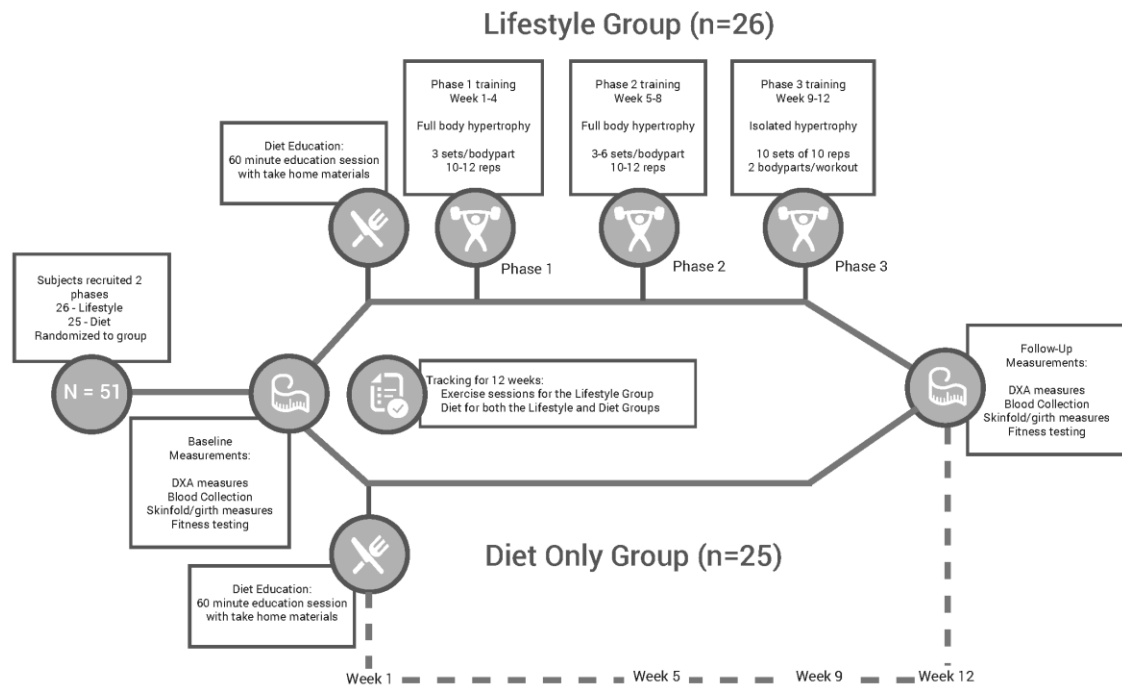 Lifestyle Group (n=26)
Phase 1 training
Week 1-4
Full body hypertrophy
3 sets/bodypart
10-12 reps
Phase 2 training
Week 5-8
Full body hypertrophy
3-6 sets/bodypart
10-12 reps
Phase 3 training
Week 9-12
Isolated hypertrophy
10 sets of 10 reps
2 bodyparts/workout
Diet Education:
60 minute education session
with take home materials
Phase 1
Phase 2
Phase 3
Subjects recruited 2
phases
26 - Lifestyle
25 - Diet
Randomized to group
N = 51
Tracking for 12 weeks:
Exercise sessions for the Lifestyle Group
Diet for both the Lifestyle and Diet Groups
Follow-Up
Measurements:
DXA measures
Blood Collection
Skinfold/girth measures
Fitness testing
Baseline
Measurements:
DXA measures
Blood Collection
Skinfold/girth measures
Fitness testing
Diet Only Group (n=25)
Diet Education:
60 minute education session
with take home materials
Week 1
Week 5
Week 9
Week 12